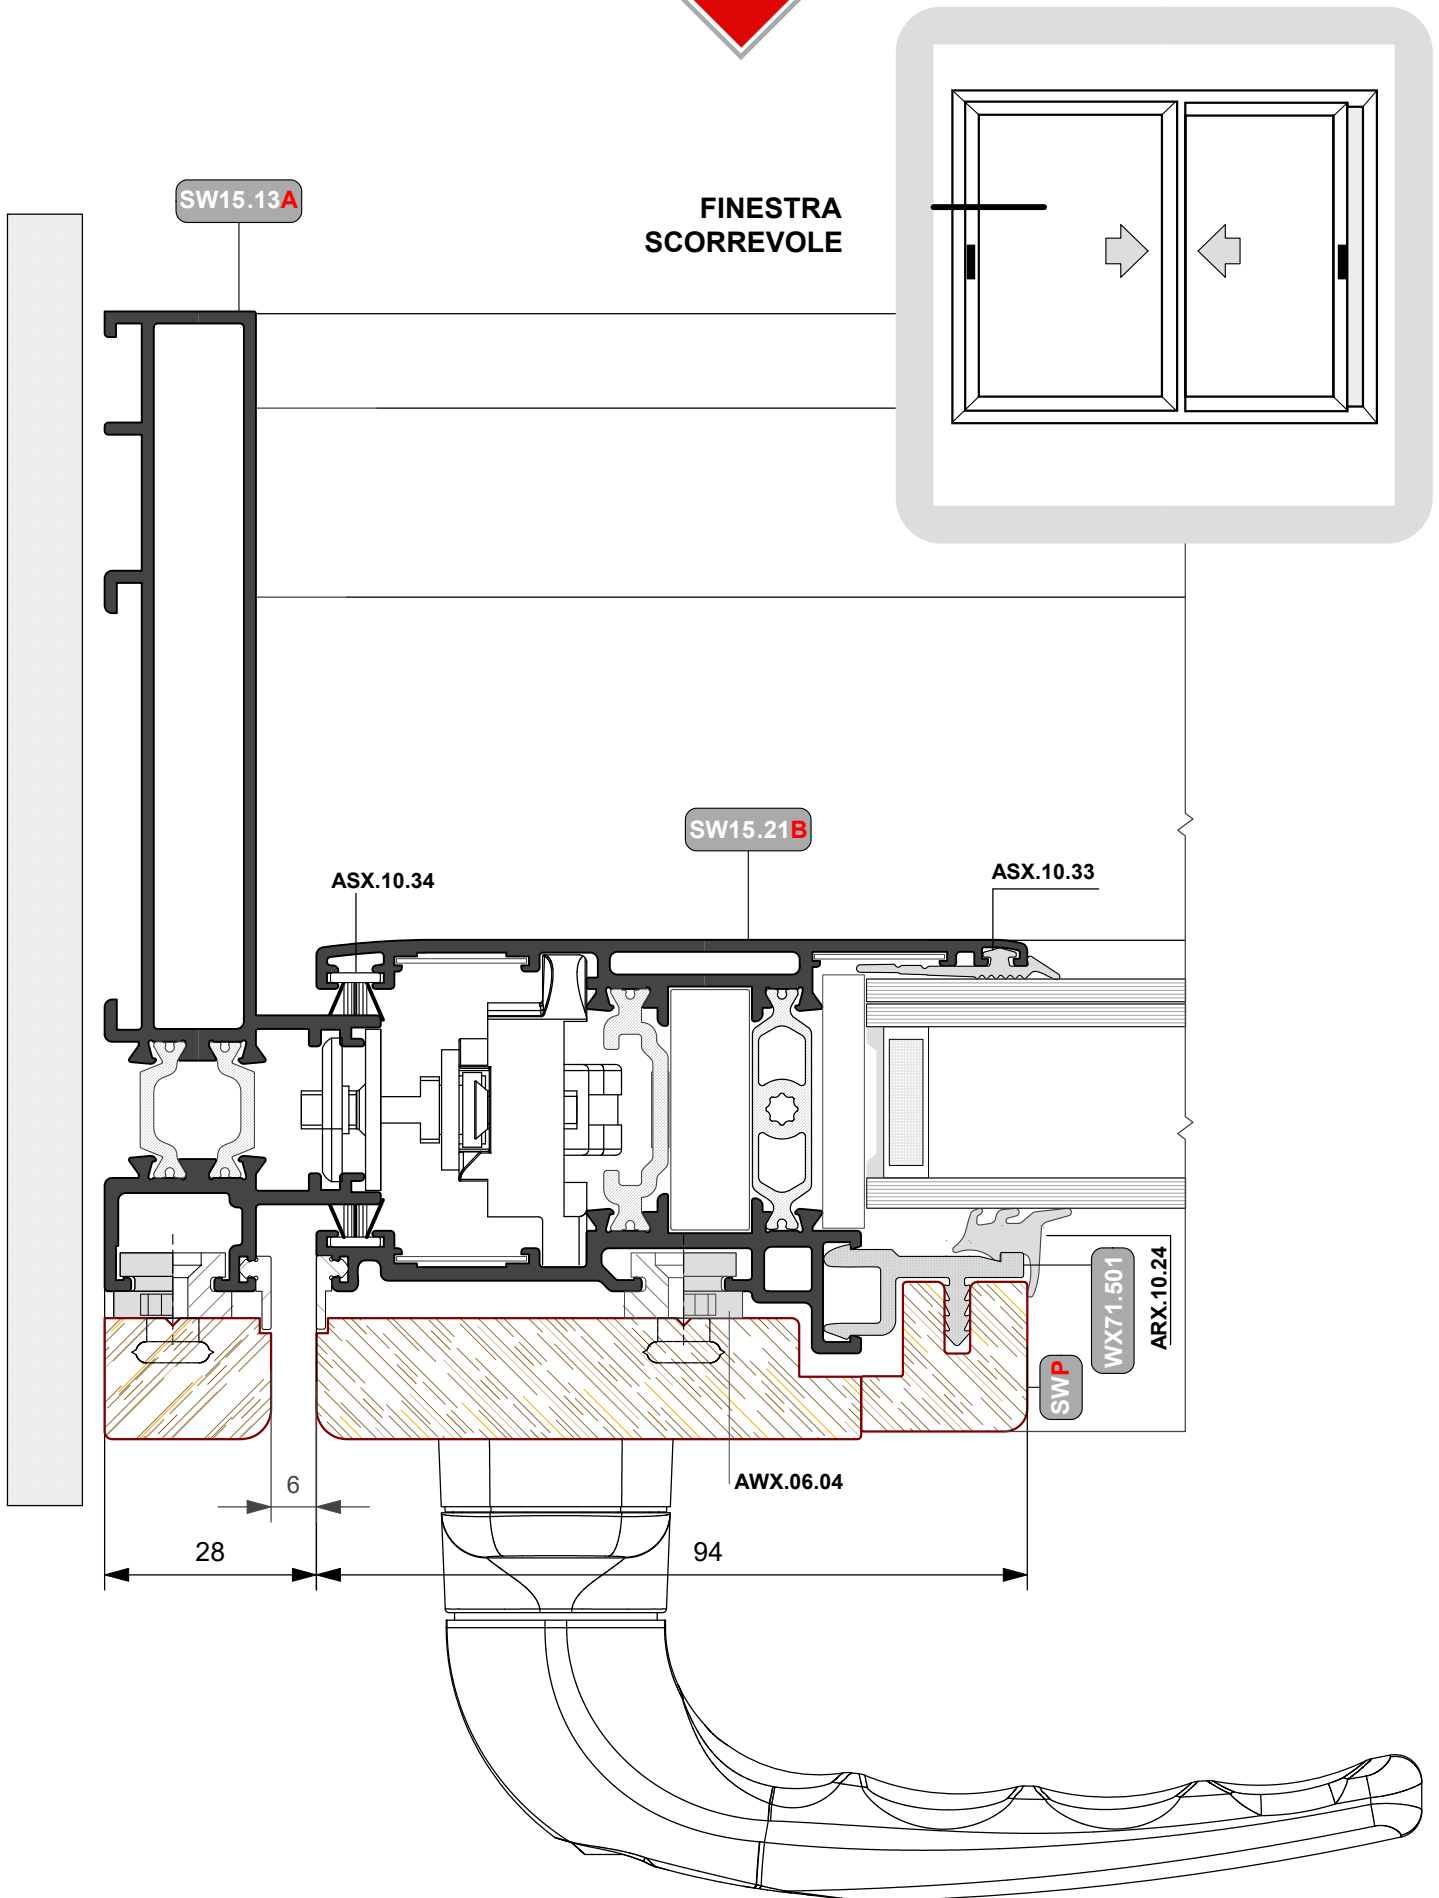 SW15.13A
FINESTRA
SCORREVOLE
SW15.21B
ASX.10.33
ASX.10.34
WX71.501
ARX.10.24
SWP
AWX.06.04
6
28
94